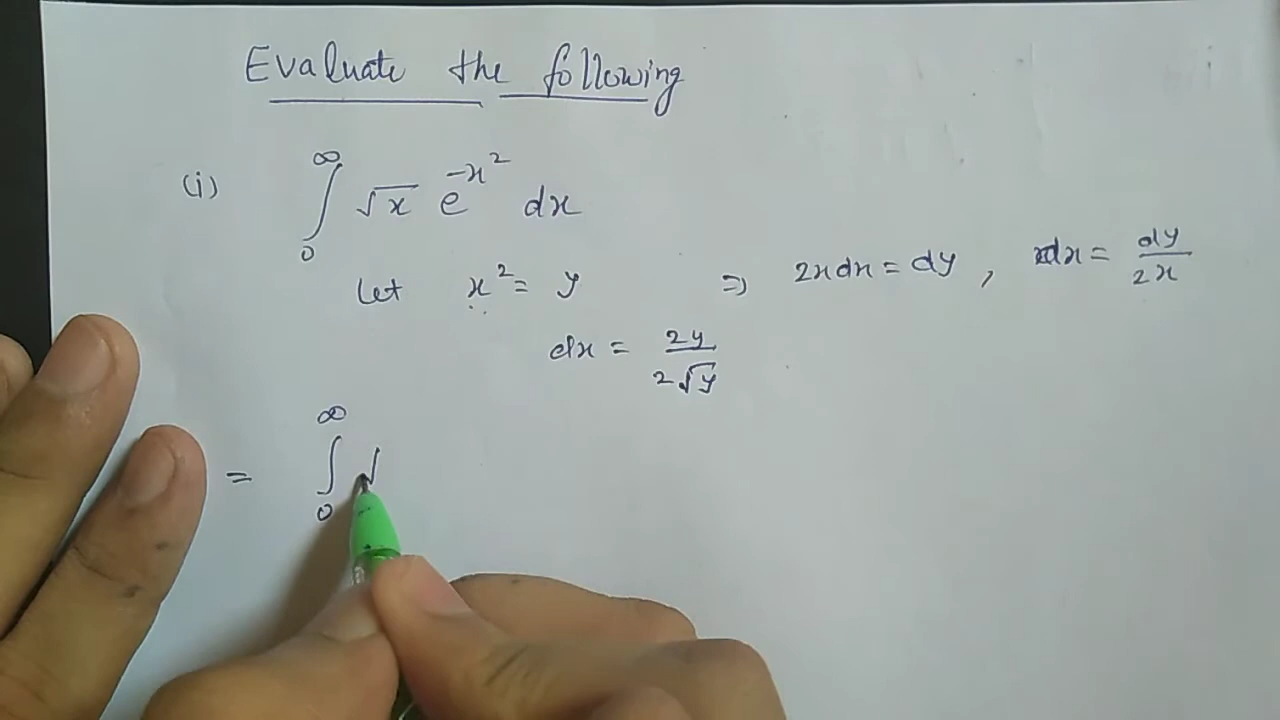 Evaluate the following
(i) ∫₀^∞ √x e^{-x²} dx
Let x² = y ⇒ 2x dx = dy , dx = dy/2x
dx = 2y/2√y
= ∫₀^∞ √